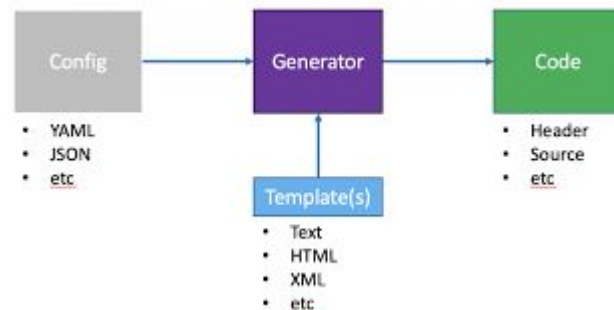 Config
Generator
Code
• YAML
• JSON
• etc
• Header
• Source
• etc
Template(s)
• Text
• HTML
• XML
• etc